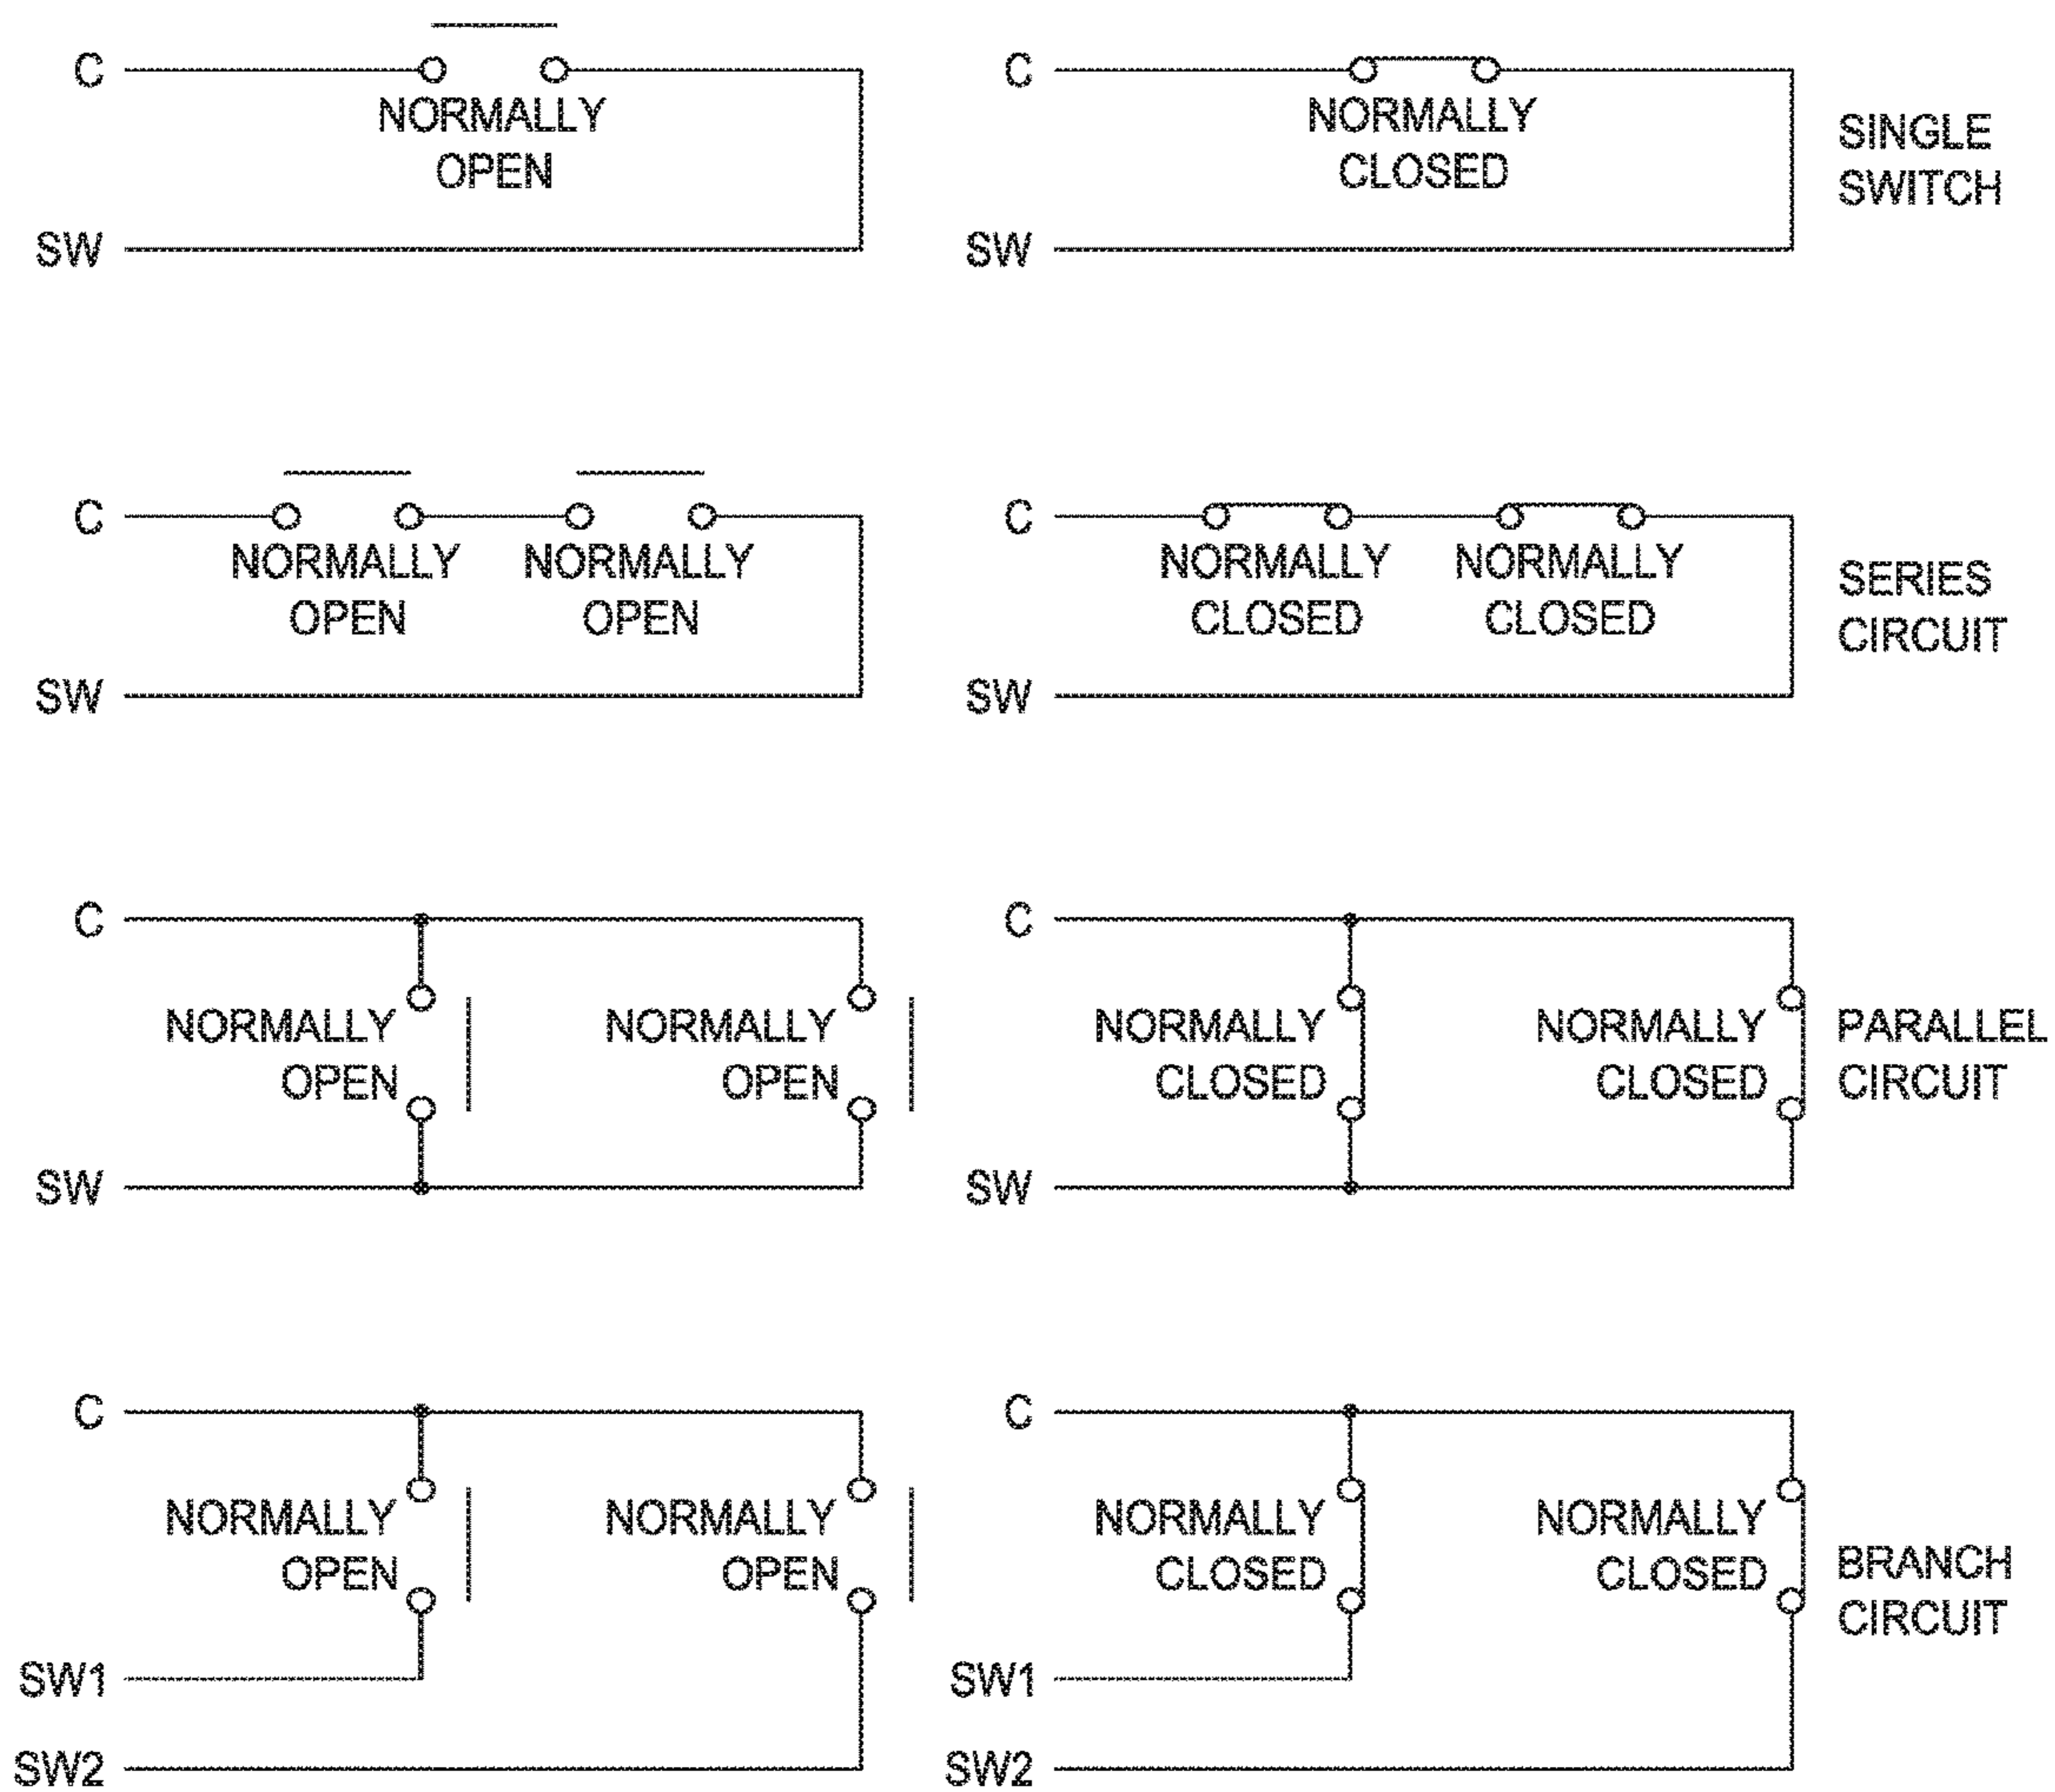 C
NORMALLY
OPEN
SW
C
NORMALLY
CLOSED
SW
SINGLE
SWITCH
C
NORMALLY NORMALLY
OPEN OPEN
SW
C
NORMALLY NORMALLY
CLOSED CLOSED
SW
SERIES
CIRCUIT
C
NORMALLY NORMALLY
OPEN OPEN
SW
C
NORMALLY NORMALLY
CLOSED CLOSED
SW
PARALLEL
CIRCUIT
C
NORMALLY NORMALLY
OPEN OPEN
SW1
SW2
C
NORMALLY NORMALLY
CLOSED CLOSED
SW1
SW2
BRANCH
CIRCUIT